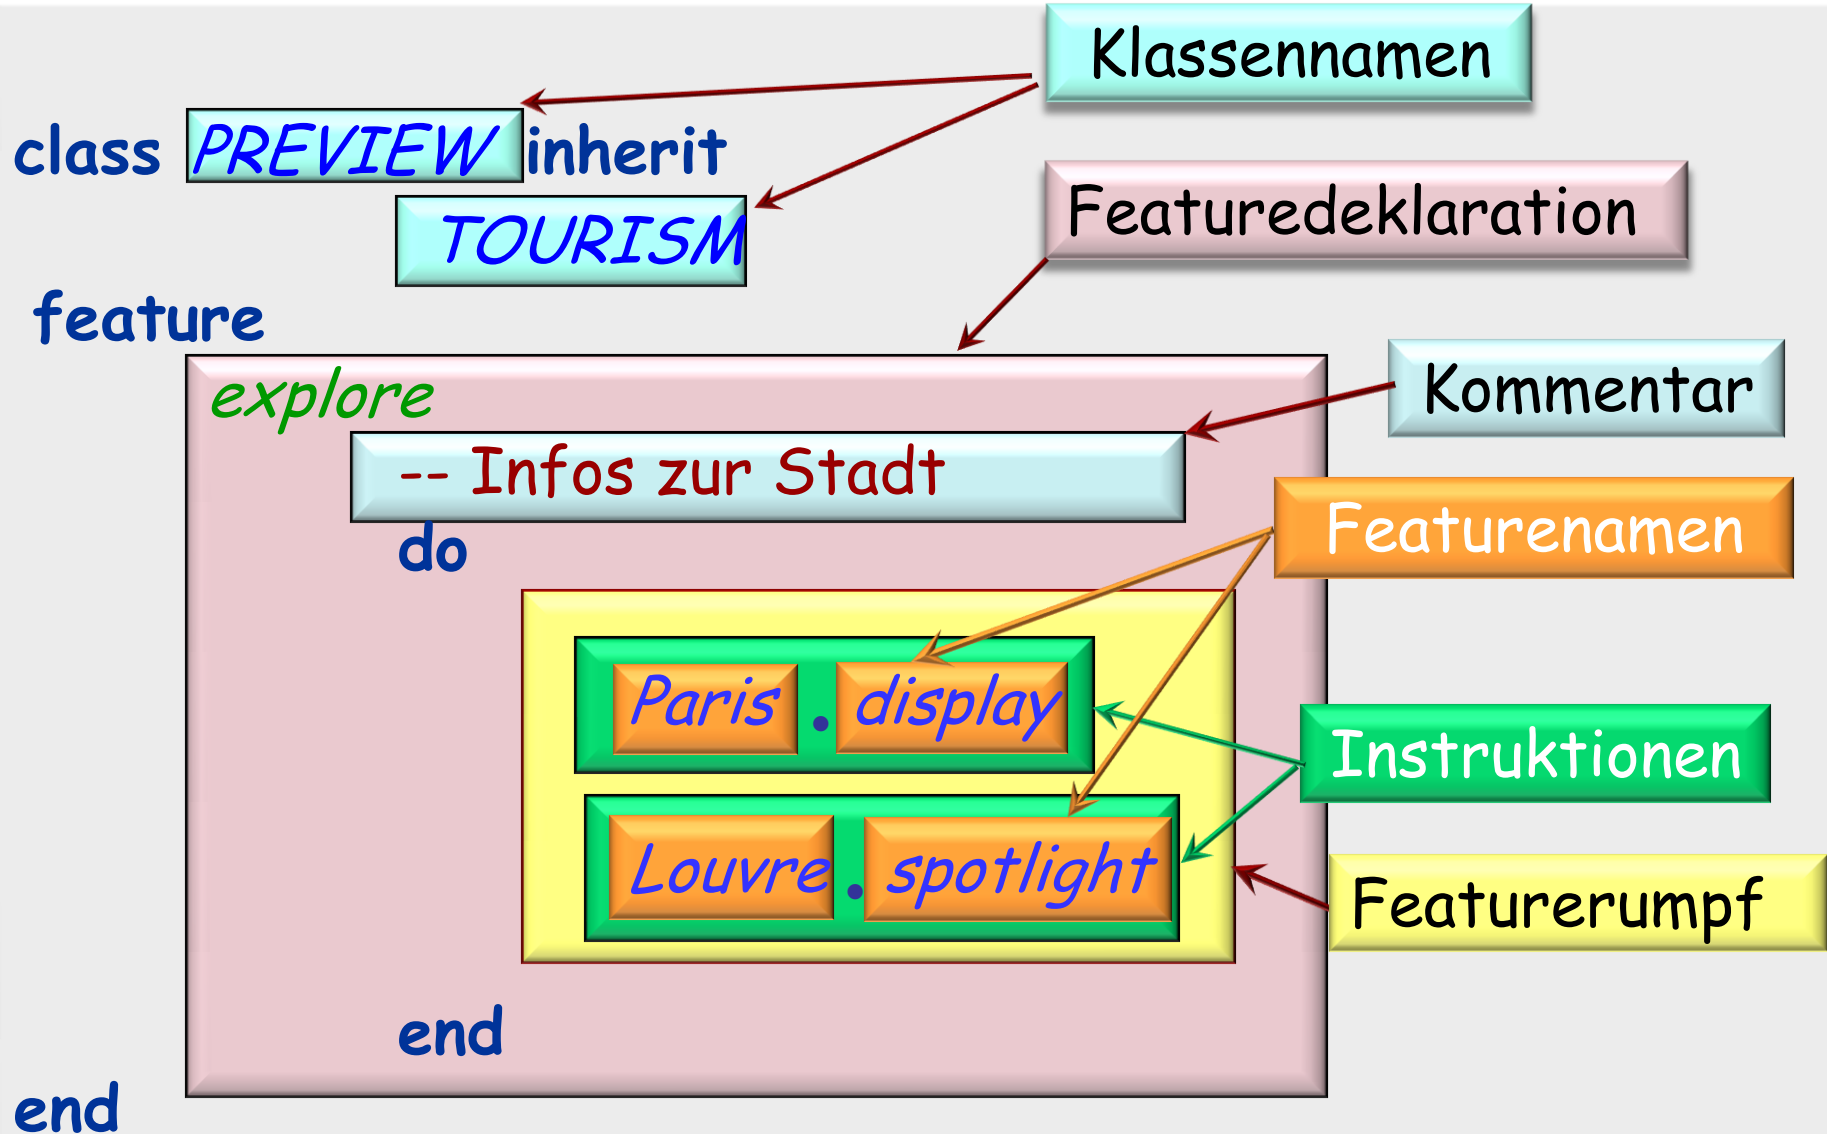 Klassennamen
class PREVIEW inherit
TOURISM
Featuredeklaration
feature
explore
Kommentar
-- Infos zur Stadt
Featurenamen
do
Paris . display
Instruktionen
Louvre . spotlight
Featurerumpf
end
end